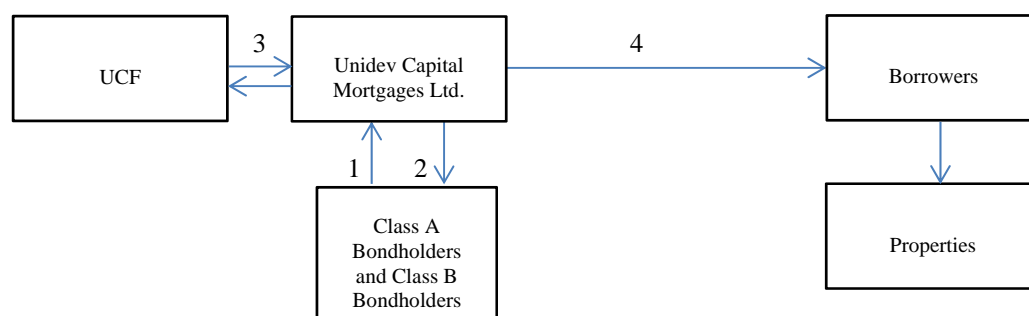 3
4
UCF
Unidev Capital
Mortgages Ltd.
Borrowers
1
2
Class A
Bondholders
and Class B
Bondholders
Properties